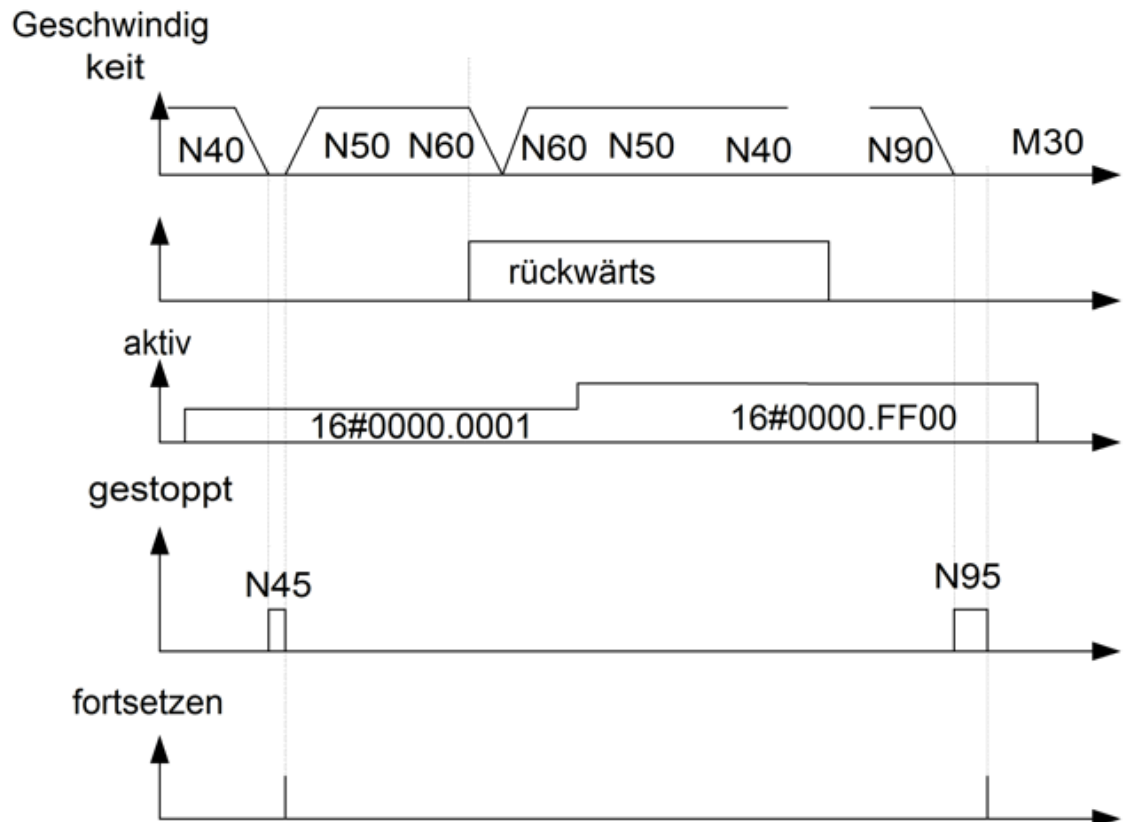 Geschwindig
keit
N40 N50 N60 N60 N50 N40 N90 M30
rückwärts
aktiv
16#0000.0001 16#0000.FF00
gestoppt
N45 N95
fortsetzen